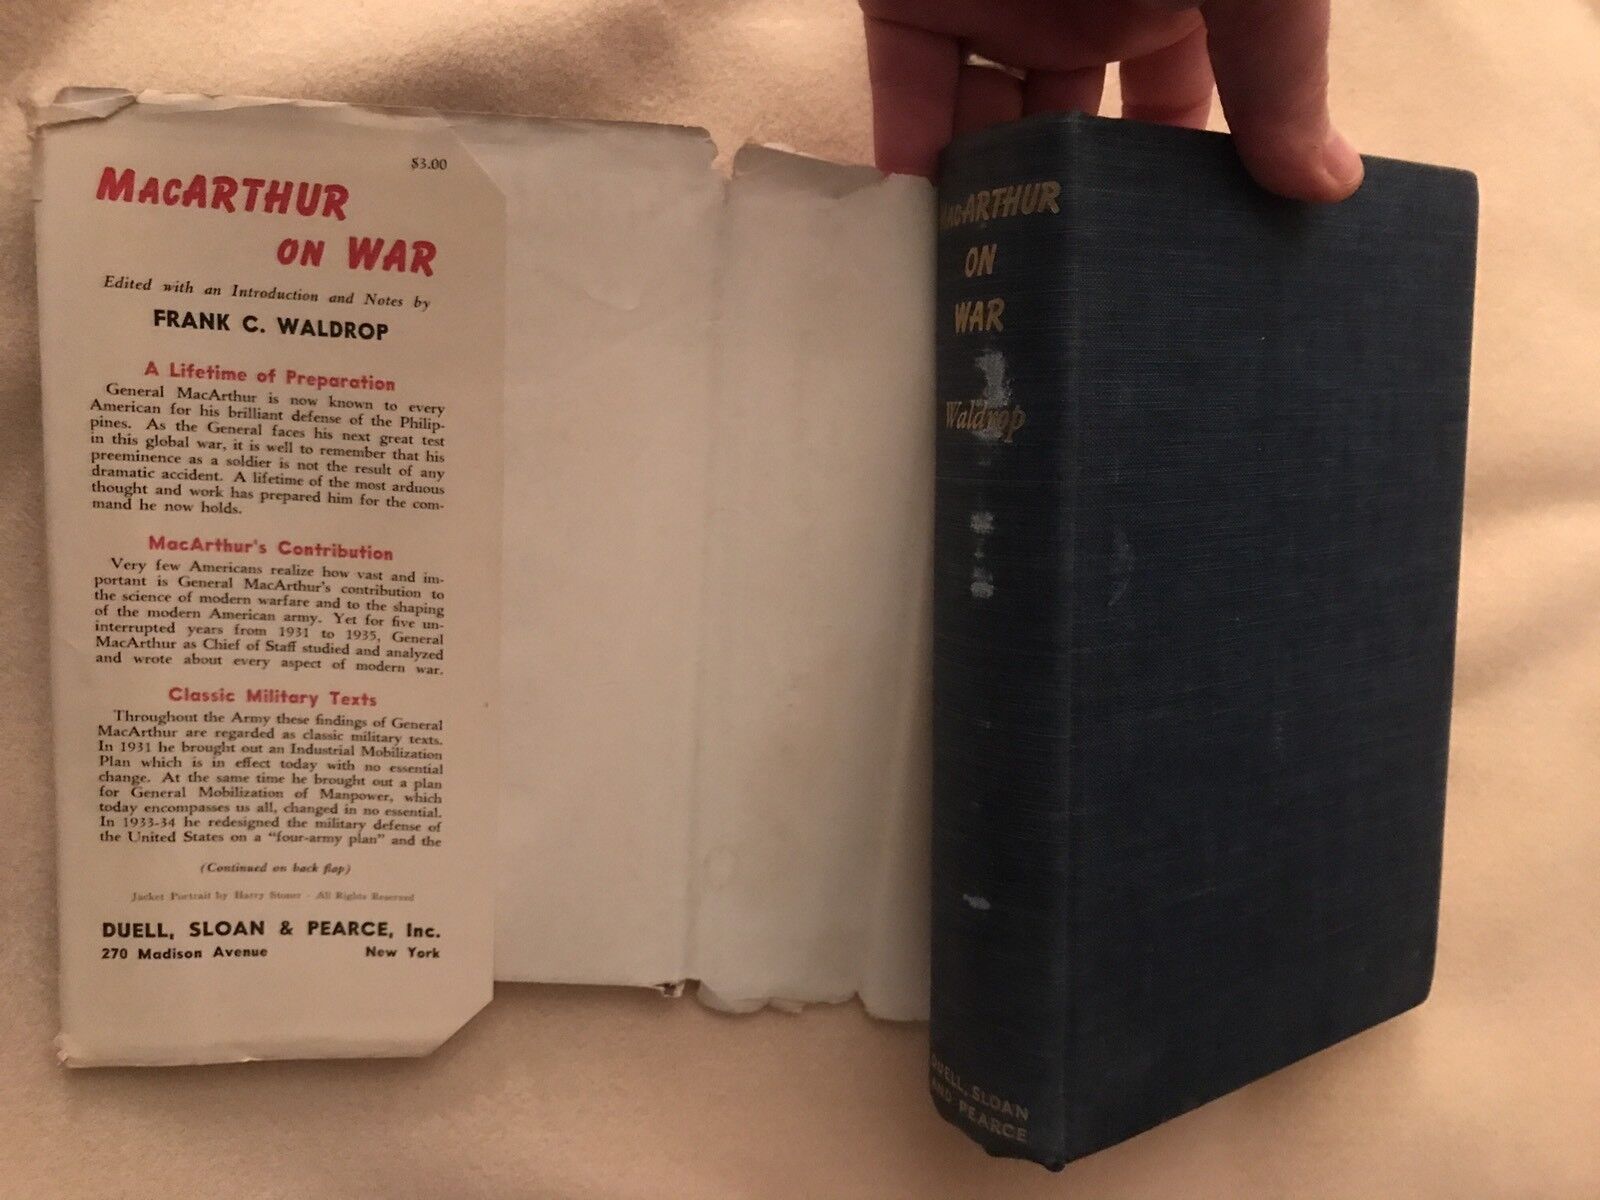 $3.00
MacARTHUR
ON WAR
Edited with an Introduction and Notes by
FRANK C. WALDROP
A Lifetime of Preparation
General MacArthur is now known to every
American for his brilliant defense of the Philip-
pines. As the General faces his next great test
in this global war, it is well to remember that his
preeminence as a soldier is not the result of any
dramatic accident. A lifetime of the most arduous
thought and work has prepared him for the com-
mand he now holds.
MacArthur's Contribution
Very few Americans realize how vast and im-
portant is General MacArthur's contribution to
the science of modern warfare and to the shaping
of the modern American army. Yet for five un-
interrupted years from 1931 to 1935, General
MacArthur as Chief of Staff studied and analyzed
and wrote about every aspect of modern war.
Classic Military Texts
Throughout the Army these findings of General
MacArthur are regarded as classic military texts.
In 1931 he brought out an Industrial Mobilization
Plan which is in effect today with no essential
change. At the same time he brought out a plan
for General Mobilization of Manpower, which
today encompasses us all, changed in no essential.
In 1933-34 he redesigned the military defense of
the United States on a "four-army plan" and the
(Continued on back flap)
Jacket Portrait by Harry Stoner - All Rights Reserved
DUELL, SLOAN & PEARCE, Inc.
270 Madison Avenue New York
MacARTHUR
ON
WAR
Waldrop
DUELL, SLOAN
AND PEARCE